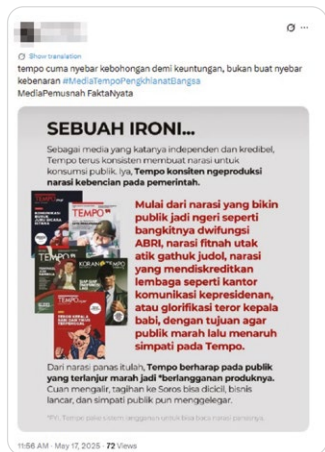 Show translation
tempo cuma nyebar kebohongan demi keuntungan, bukan buat nyebar
kebenaran #MediaTempoPengkhianatBangsa
MediaPemusnah FaktaNyata
SEBUAH IRONI...
Sebagai media yang katanya independen dan kredibel,
Tempo terus konsisten membuat narasi untuk
konsumsi publik. Iya, Tempo konsiten ngeproduksi
narasi kebencian pada pemerintah.
TEMPO
KORAN TEMPO
Mulai dari narasi yang bikin
publik jadi ngeri seperti
bangkitnya dwifungsi
ABRI, narasi fitnah utak
atik gathuk judol, narasi
yang mendiskreditkan
lembaga seperti kantor
komunikasi kepresidenan,
atau glorifikasi teror kepala
babi, dengan tujuan agar
publik marah lalu menaruh
simpati pada Tempo.
Dari narasi panas itulah, Tempo berharap pada publik
yang terlanjur marah jadi *berlangganan produknya.
Cuan mengalir, tagihan ke Soros bisa dicicil, bisnis
lancar, dan simpati publik pun menggelegar.
11:56 AM · May 17, 2025 · 72 Views